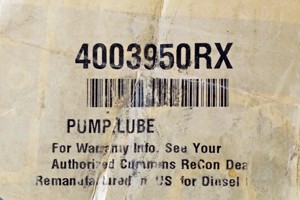 4003950RX
PUMP,LUBE
For Warranty Info. See Your
Authorized Cummins ReCon Dea
Remanufactured in US for Diesel